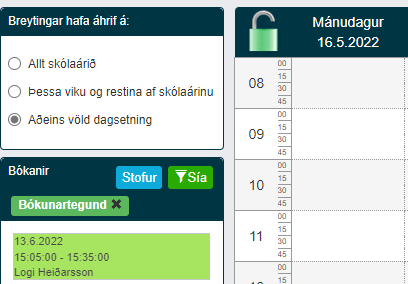 Breytingar hafa áhrif á:
Allt skólaárið
Þessa viku og restina af skólaárinu
Aðeins völd dagsetning
Bókanir
Stofur
Sía
Bókunartegund ✖
13.6.2022
15:05:00 - 15:35:00
Logi Heiðarsson
Mánudagur
16.5.2022
08
00
15
30
45
09
00
15
30
45
10
00
15
30
45
11
00
15
30
45
00
15